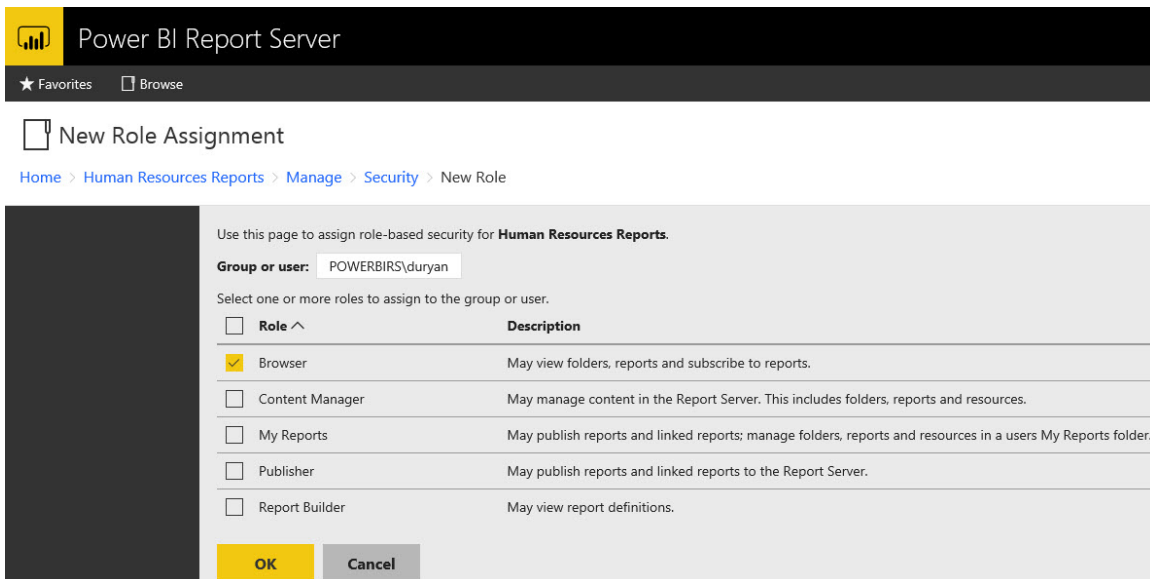 Power BI Report Server
Favorites Browse
New Role Assignment
Home > Human Resources Reports > Manage > Security > New Role
Use this page to assign role-based security for Human Resources Reports.
Group or user: POWERBIRS\duryan
Select one or more roles to assign to the group or user.
Role Description
Browser May view folders, reports and subscribe to reports.
Content Manager May manage content in the Report Server. This includes folders, reports and resources.
My Reports May publish reports and linked reports; manage folders, reports and resources in a users My Reports folder.
Publisher May publish reports and linked reports to the Report Server.
Report Builder May view report definitions.
OK Cancel